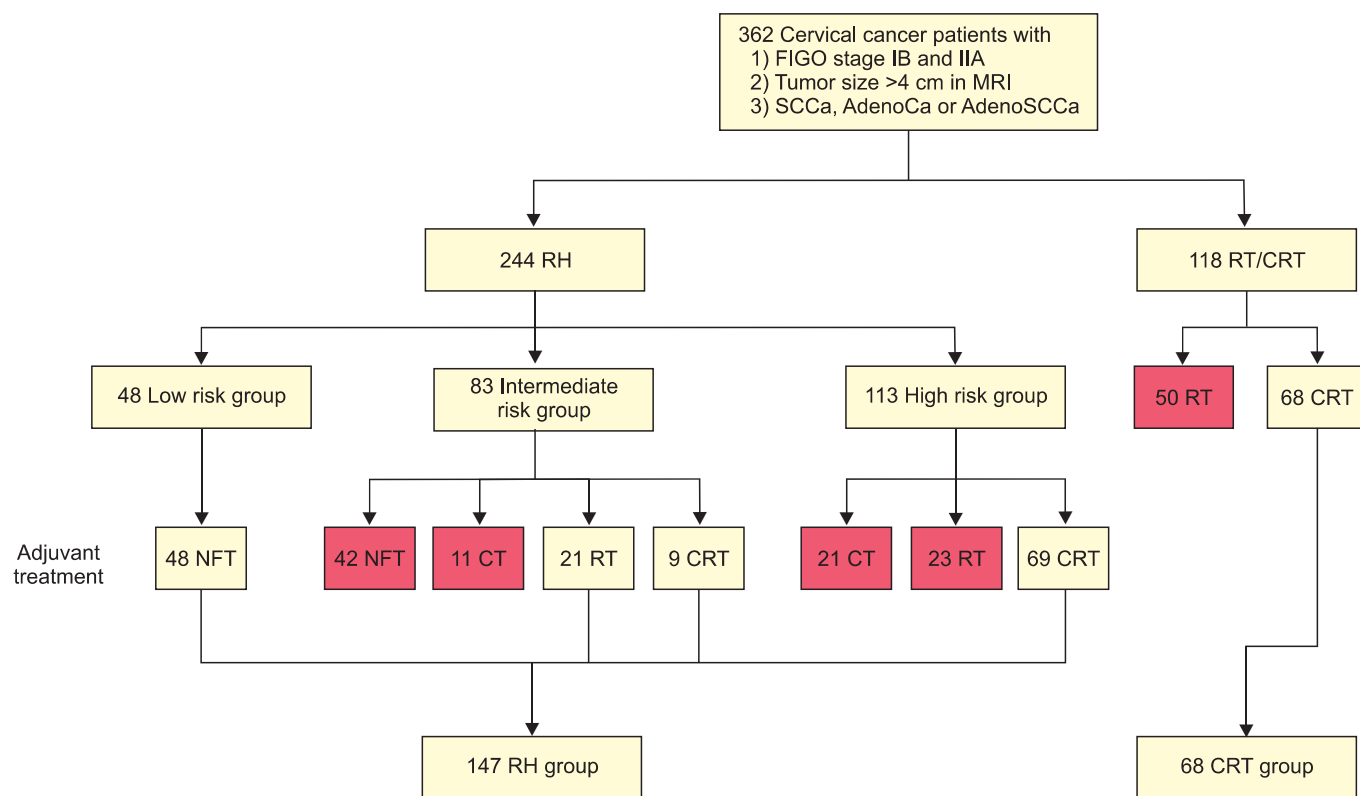 362 Cervical cancer patients with
1) FIGO stage IB and IIA
2) Tumor size >4 cm in MRI
3) SCCa, AdenoCa or AdenoSCCa
244 RH
118 RT/CRT
48 Low risk group
83 Intermediate
risk group
113 High risk group
50 RT
68 CRT
Adjuvant
treatment
48 NFT
42 NFT
11 CT
21 RT
9 CRT
21 CT
23 RT
69 CRT
147 RH group
68 CRT group